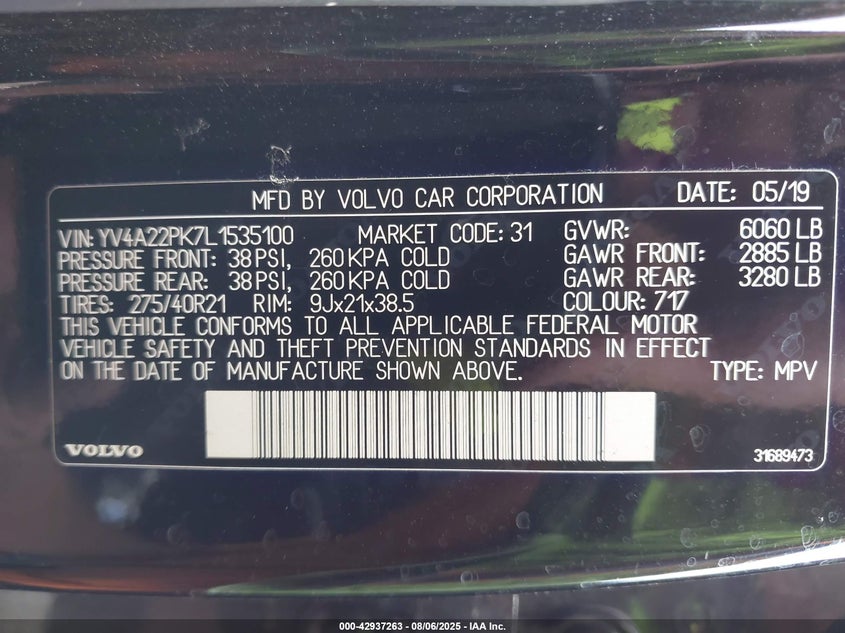 MFD BY VOLVO CAR CORPORATION DATE: 05/19
VIN: YV4A22PK7L1535100 MARKET CODE: 31 GVWR: 6060 LB
PRESSURE FRONT: 38 PSI, 260 KPA COLD GAWR FRONT: 2885 LB
PRESSURE REAR: 38 PSI, 260 KPA COLD GAWR REAR: 3280 LB
TIRES: 275/40R21 RIM: 9Jx21x38.5 COLOUR: 717
THIS VEHICLE CONFORMS TO ALL APPLICABLE FEDERAL MOTOR
VEHICLE SAFETY AND THEFT PREVENTION STANDARDS IN EFFECT
ON THE DATE OF MANUFACTURE SHOWN ABOVE. TYPE: MPV
VOLVO 31689473
000-42937263 - 08/06/2025 - IAA Inc.